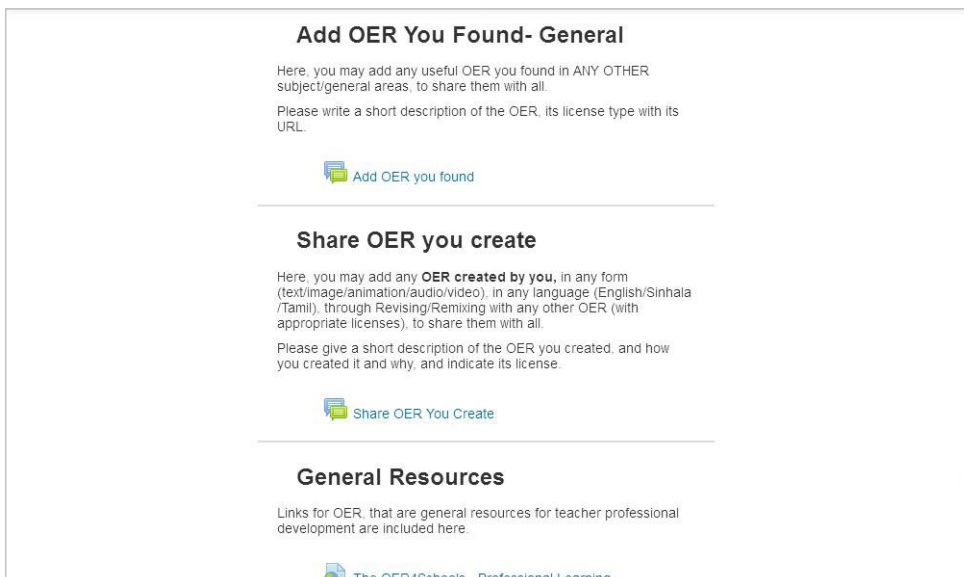 Add OER You Found- General
Here, you may add any useful OER you found in ANY OTHER
subject/general areas, to share them with all.
Please write a short description of the OER, its license type with its
URL.
Add OER you found
Share OER you create
Here, you may add any OER created by you, in any form
(text/image/animation/audio/video), in any language (English/Sinhala
/Tamil), through Revising/Remixing with any other OER (with
appropriate licenses), to share them with all.
Please give a short description of the OER you created, and how
you created it and why, and indicate its license.
Share OER You Create
General Resources
Links for OER, that are general resources for teacher professional
development are included here.
The OER4Schools - Professional Learning